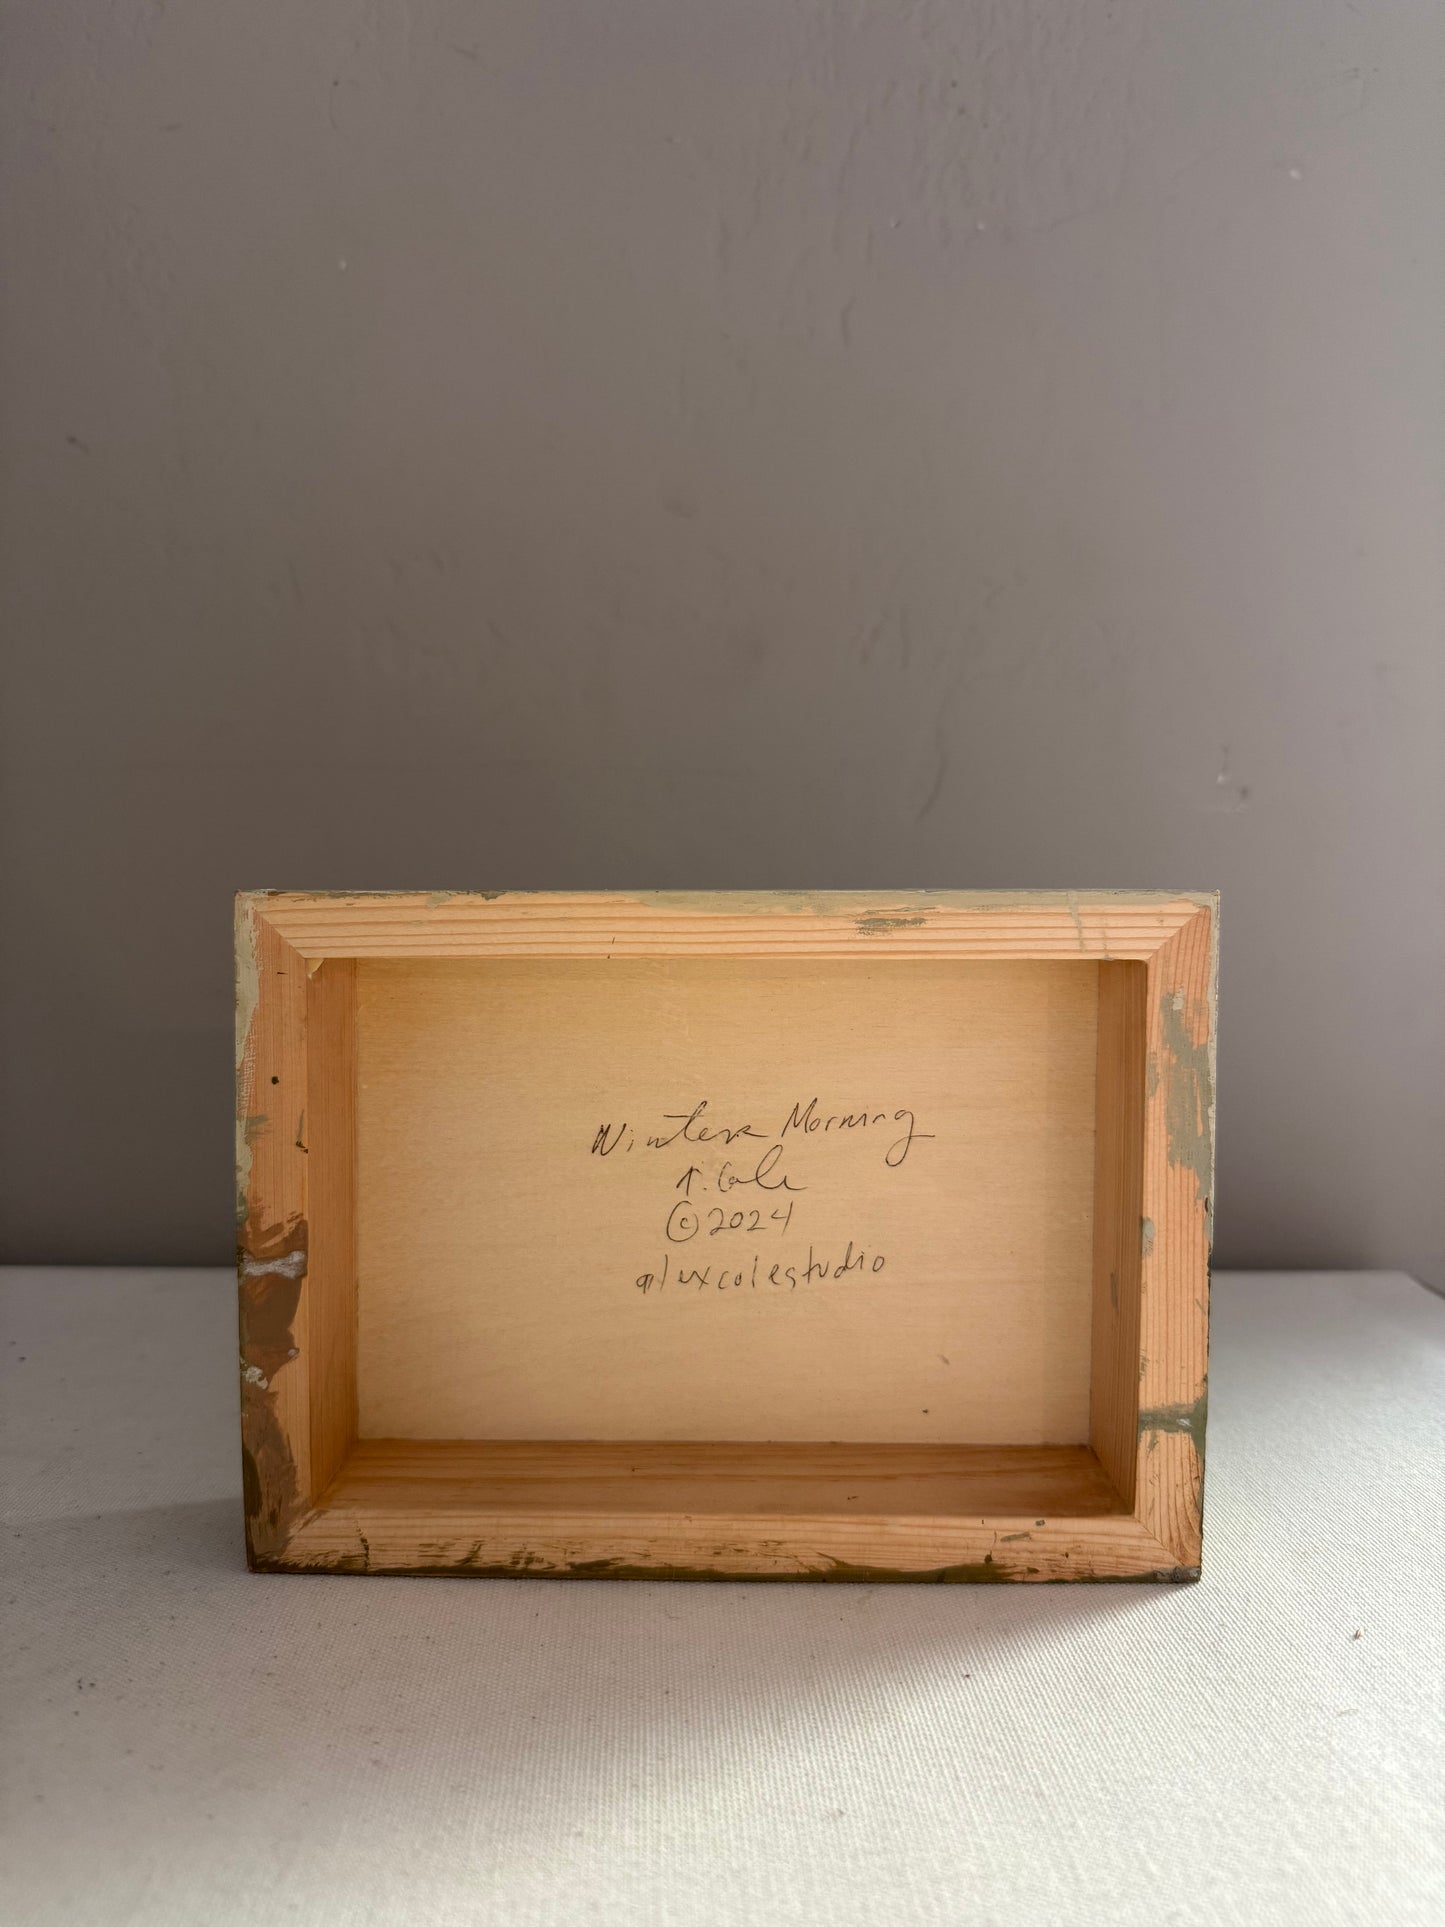 Winter Morning
A. Cole
©2024
alexcolestudio